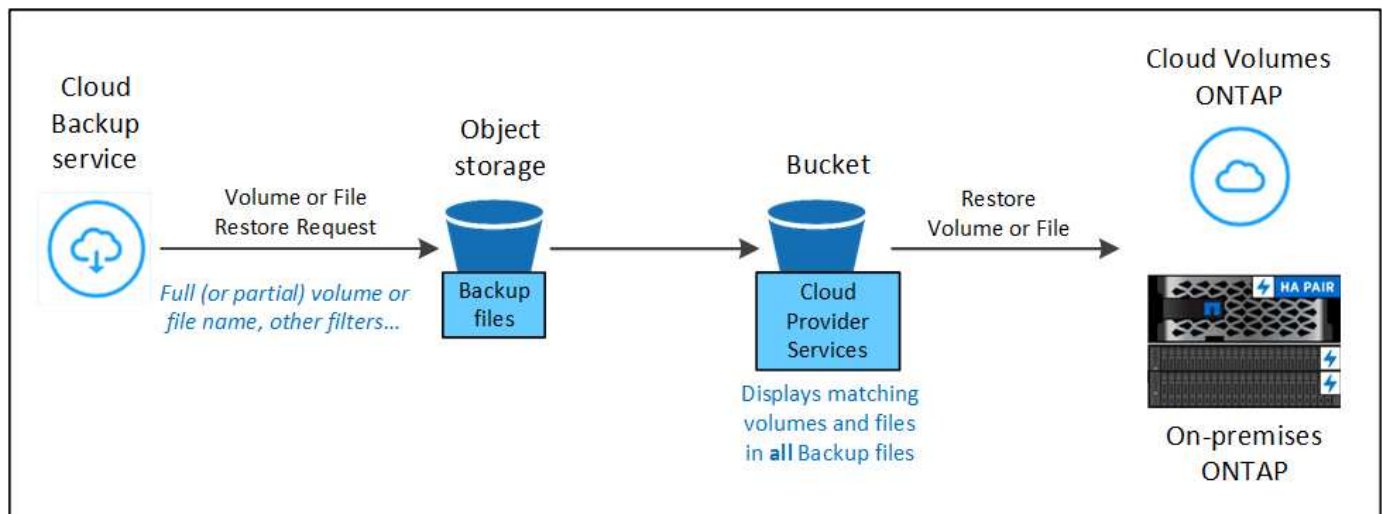 Cloud
Backup
service
Volume or File
Restore Request
Full (or partial) volume or
file name, other filters...
Object
storage
Backup
files
Bucket
Cloud
Provider
Services
Displays matching
volumes and files
in all Backup files
Restore
Volume or File
Cloud Volumes
ONTAP
HA PAIR
On-premises
ONTAP